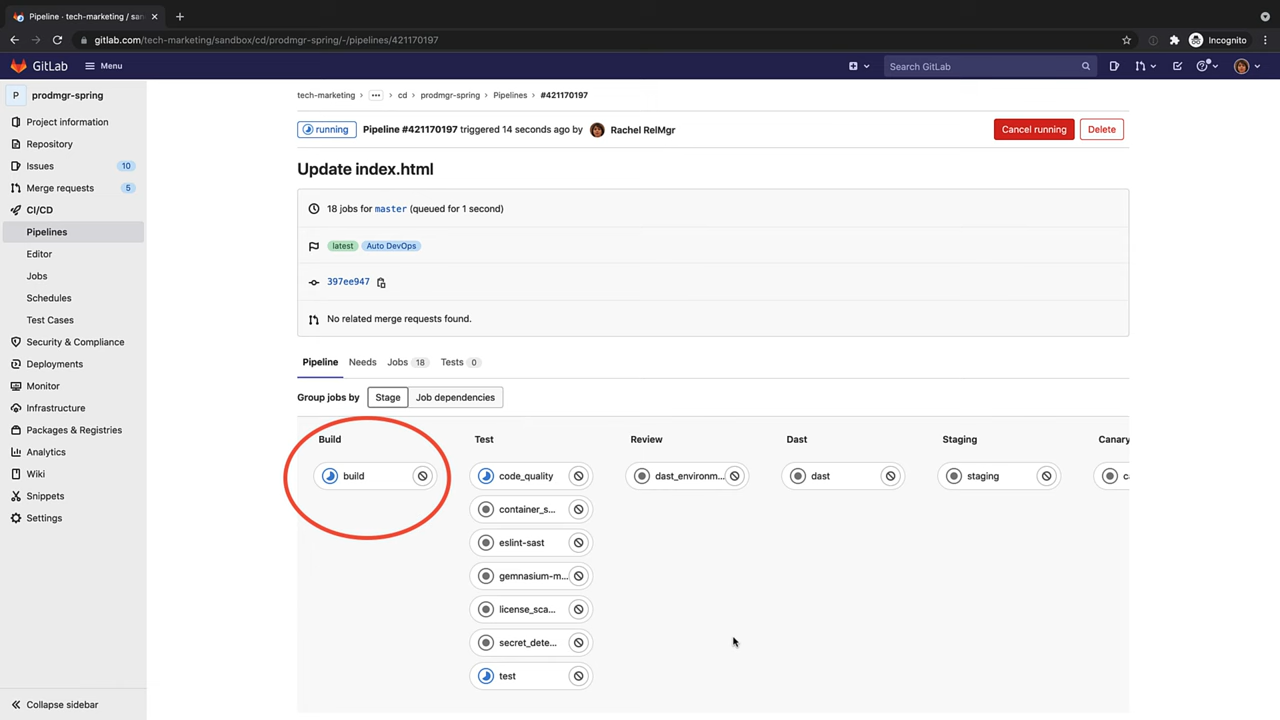 Pipeline · tech-marketing / san
gitlab.com/tech-marketing/sandbox/cd/prodmgr-spring/-/pipelines/421170197
Incognito
GitLab
Menu
Search GitLab
P prodmgr-spring
Project information
Repository
Issues 10
Merge requests 5
CI/CD
Pipelines
Editor
Jobs
Schedules
Test Cases
Security & Compliance
Deployments
Monitor
Infrastructure
Packages & Registries
Analytics
Wiki
Snippets
Settings
Collapse sidebar
tech-marketing > ••• cd > prodmgr-spring > Pipelines > #421170197
running Pipeline #421170197 triggered 14 seconds ago by Rachel RelMgr
Cancel running
Delete
Update index.html
18 jobs for master (queued for 1 second)
latest Auto DevOps
397ee947
No related merge requests found.
Pipeline Needs Jobs 18 Tests 0
Group jobs by Stage Job dependencies
Build
build
Test
code_quality
container_s...
eslint-sast
gemnasium-m...
license_sca...
secret_dete...
test
Review
dast_environm...
Dast
dast
Staging
staging
Canary